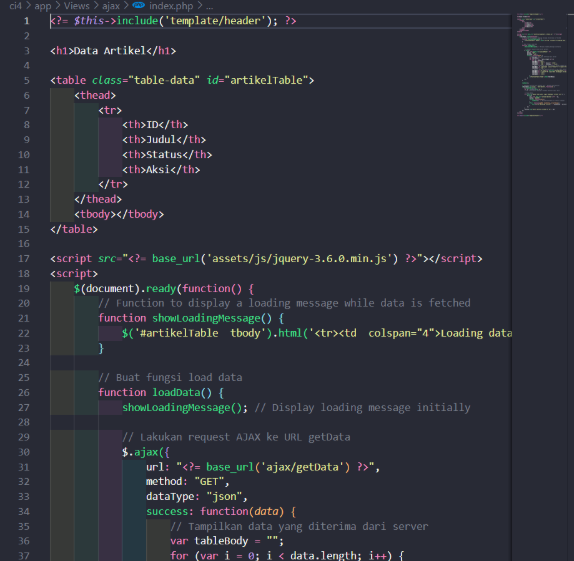 ci4 > app > Views > ajax > index.php > ...
1 <?= $this->include('template/header'); ?>
2
3 <h1>Data Artikel</h1>
4
5 <table class="table-data" id="artikelTable">
6 <thead>
7 <tr>
8 <th>ID</th>
9 <th>Judul</th>
10 <th>Status</th>
11 <th>Aksi</th>
12 </tr>
13 </thead>
14 <tbody></tbody>
15 </table>
16
17 <script src="<?= base_url('assets/js/jquery-3.6.0.min.js') ?>"></script>
18 <script>
19 $(document).ready(function() {
20 // Function to display a loading message while data is fetched
21 function showLoadingMessage() {
22 $('#artikelTable tbody').html('<tr><td colspan="4">Loading data
23 }
24
25 // Buat fungsi load data
26 function loadData() {
27 showLoadingMessage(); // Display loading message initially
28
29 // Lakukan request AJAX ke URL getData
30 $.ajax({
31 url: "<?= base_url('ajax/getData') ?>",
32 method: "GET",
33 dataType: "json",
34 success: function(data) {
35 // Tampilkan data yang diterima dari server
36 var tableBody = "";
37 for (var i = 0; i < data.length; i++) {